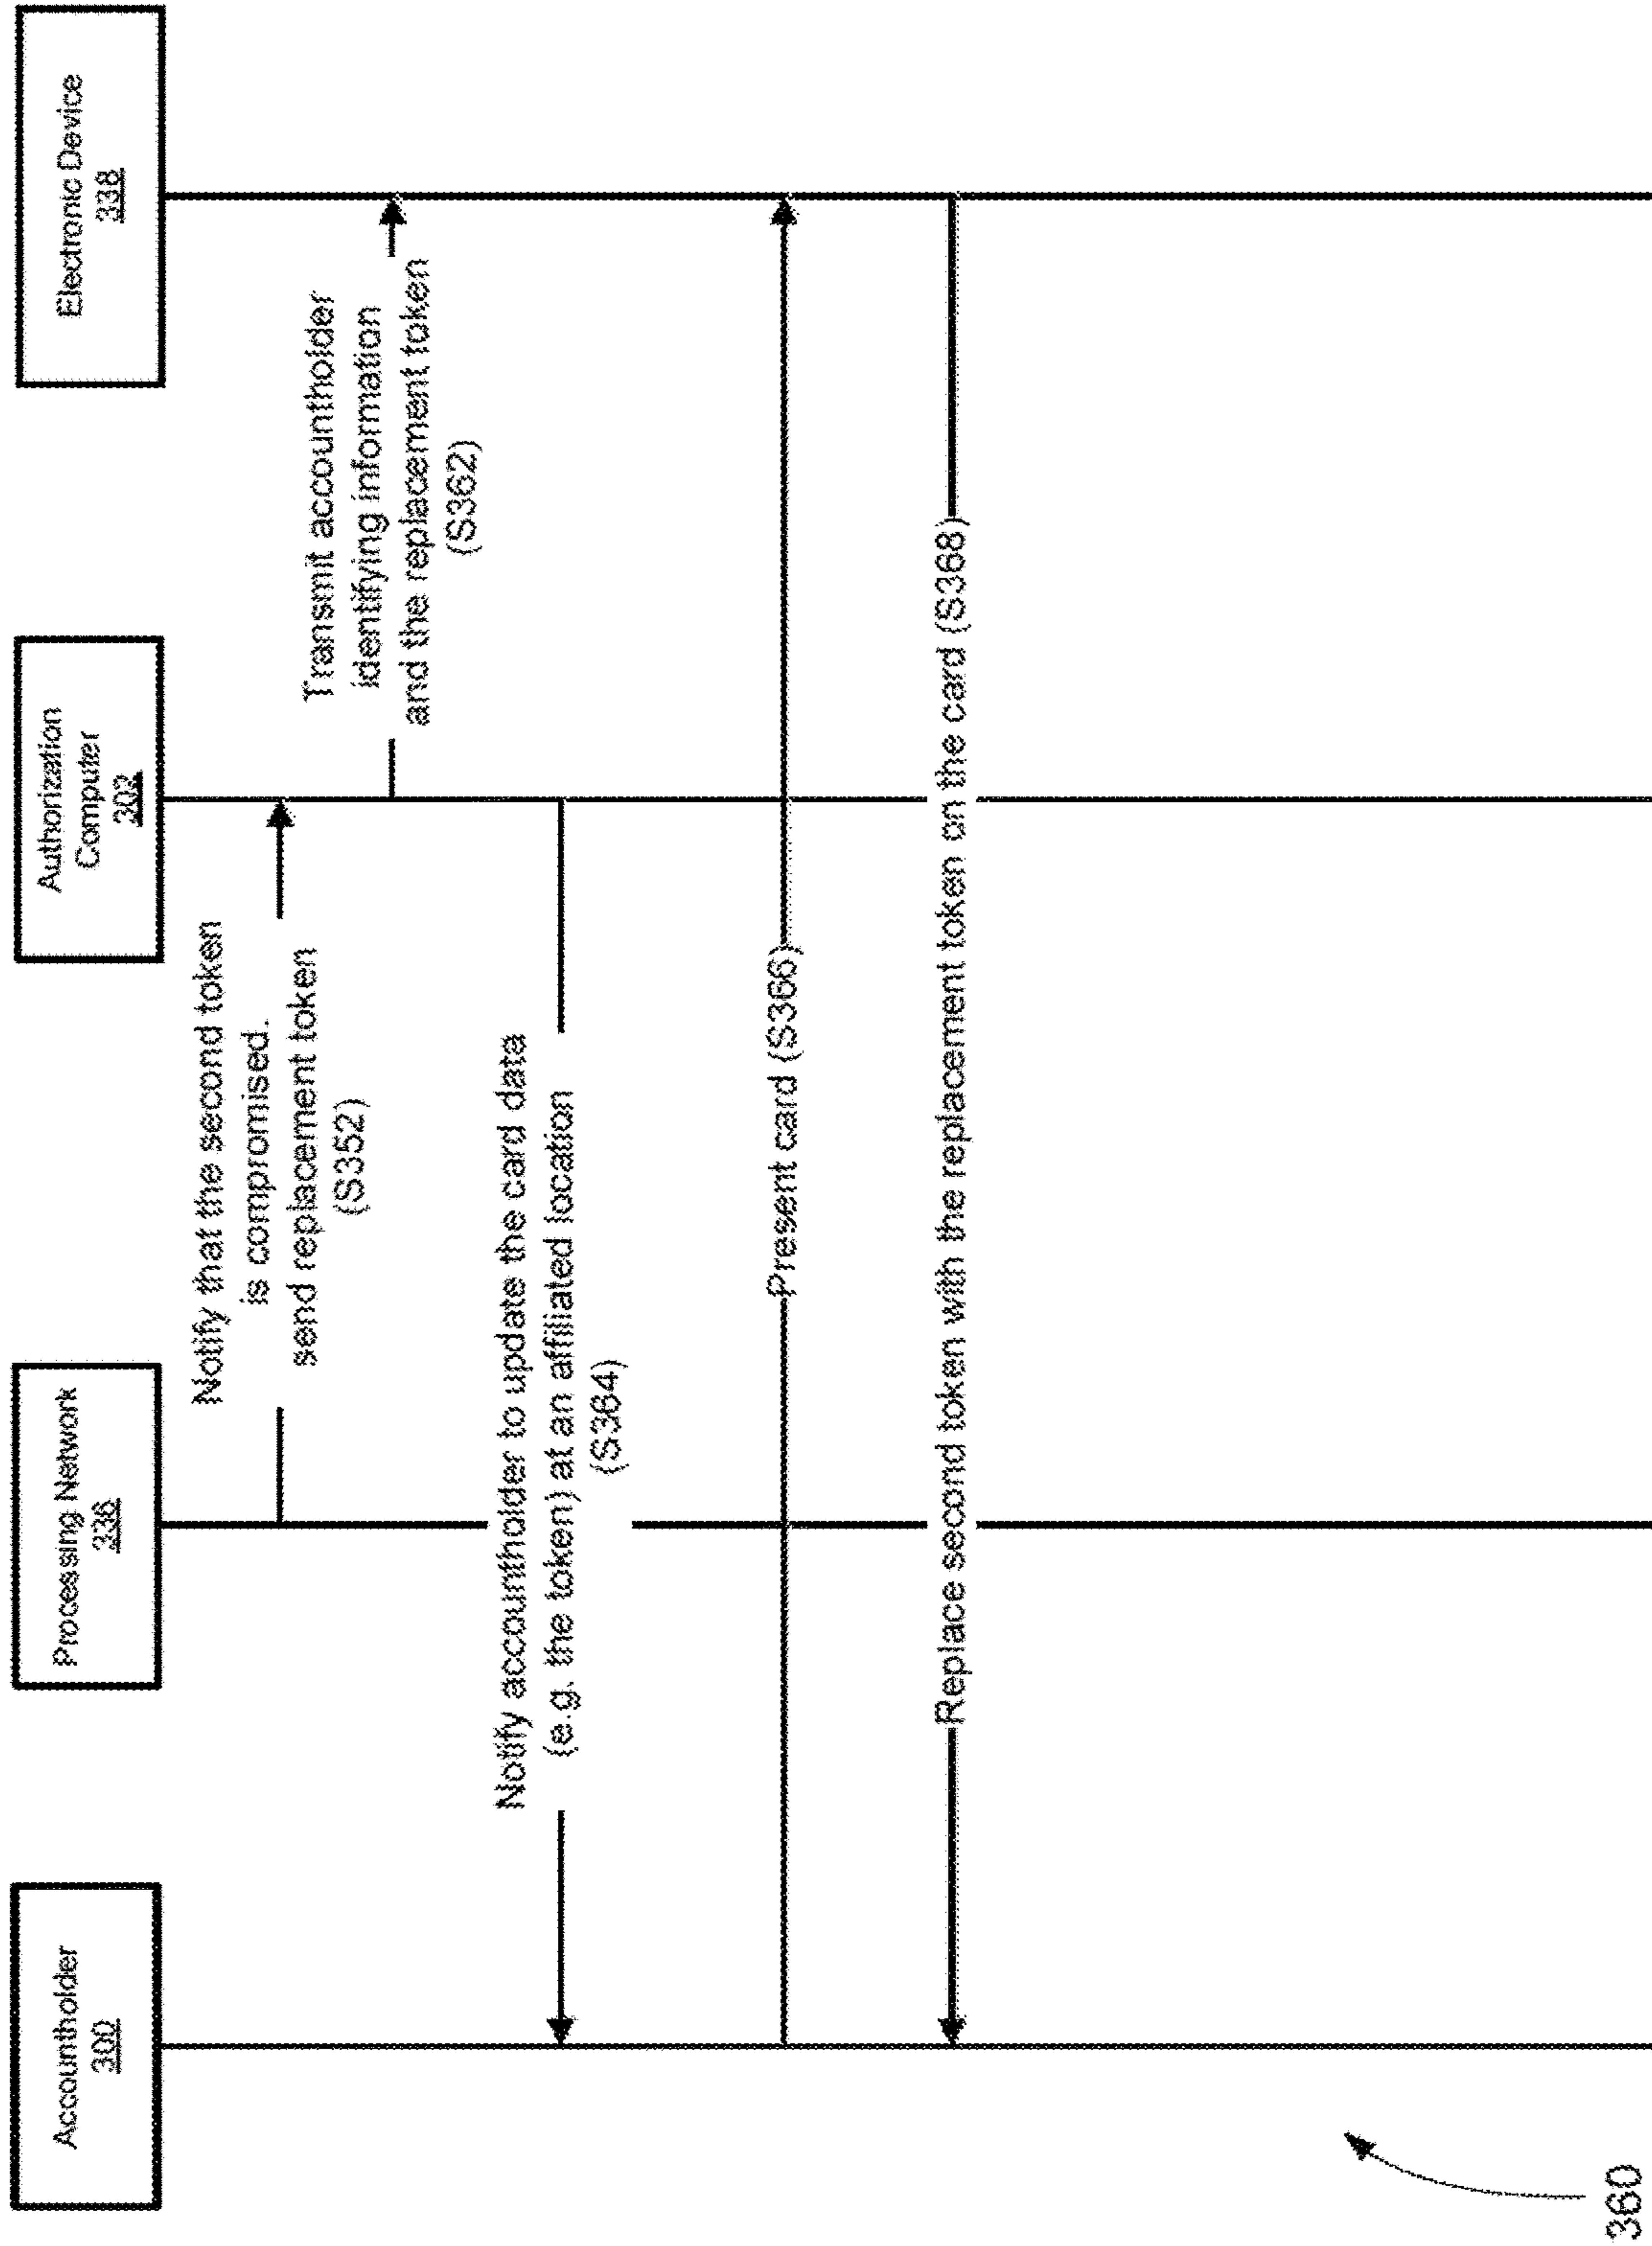 Accountholder
300
Processing Network
336
Authorization
Computer
302
Electronic Device
338
Notify that the second token
is compromised.
send replacement token
(S352)
Transmit accountholder
identifying information
and the replacement token
(S362)
Notify accountholder to update the card data
(e.g. the token) at an affiliated location
(S364)
Present card (S366)
Replace second token with the replacement token on the card (S368)
360